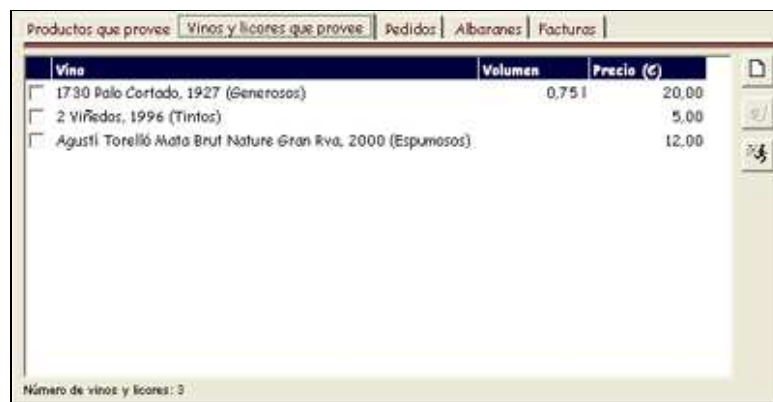 Productos que provee Vinos y licores que provee Pedidos Albaranes Facturas
Vino Volumen Precio (€)
1730 Palo Cortado, 1927 (Generosos) 0,75 l 20,00
2 Viñedos, 1996 (Tintos) 5,00
Agustí Torelló Mata Brut Nature Gran Rva, 2000 (Espumosos) 12,00
Número de vinos y licores: 3